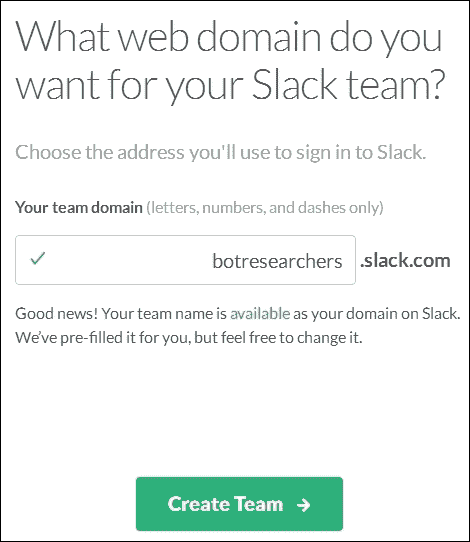 What web domain do you
want for your Slack team?
Choose the address you'll use to sign in to Slack.
Your team domain (letters, numbers, and dashes only)
botresearchers .slack.com
Good news! Your team name is available as your domain on Slack.
We've pre-filled it for you, but feel free to change it.
Create Team →